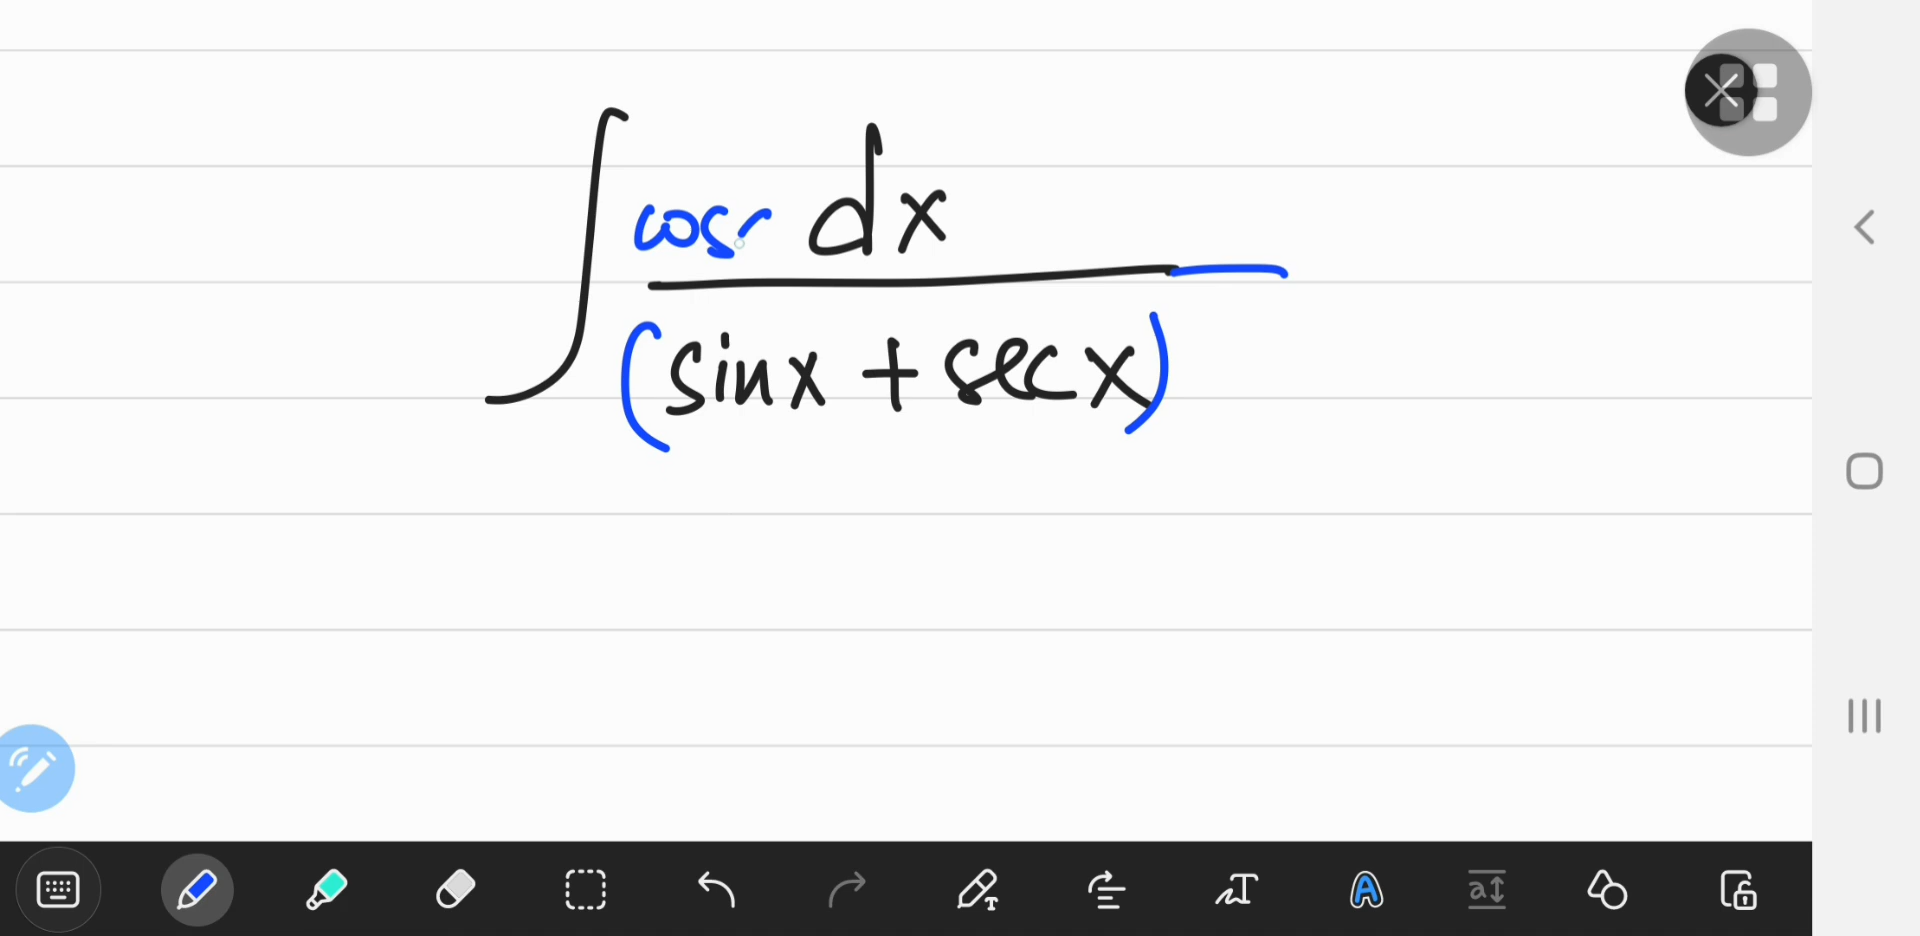 ∫ cosx dx
(sinx + secx)